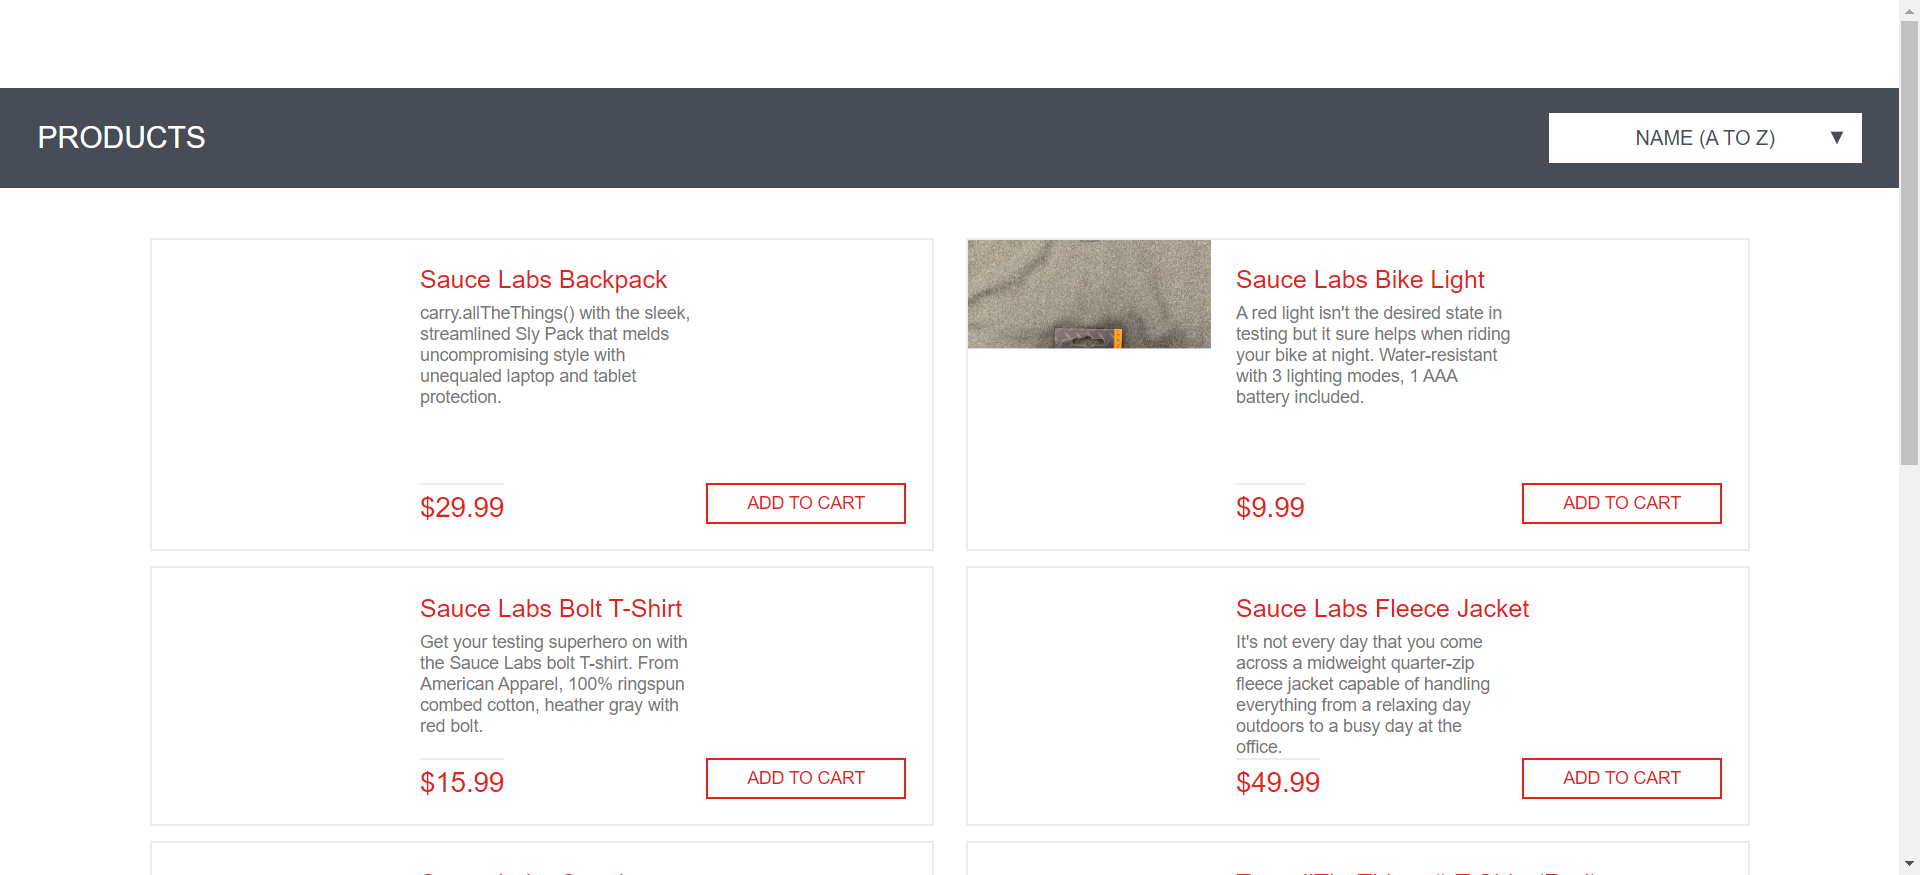 PRODUCTS
NAME (A TO Z)
Sauce Labs Backpack
carry.allTheThings() with the sleek,
streamlined Sly Pack that melds
uncompromising style with
unequaled laptop and tablet
protection.
$29.99
ADD TO CART
Sauce Labs Bike Light
A red light isn't the desired state in
testing but it sure helps when riding
your bike at night. Water-resistant
with 3 lighting modes, 1 AAA
battery included.
$9.99
ADD TO CART
Sauce Labs Bolt T-Shirt
Get your testing superhero on with
the Sauce Labs bolt T-shirt. From
American Apparel, 100% ringspun
combed cotton, heather gray with
red bolt.
$15.99
ADD TO CART
Sauce Labs Fleece Jacket
It's not every day that you come
across a midweight quarter-zip
fleece jacket capable of handling
everything from a relaxing day
outdoors to a busy day at the
office.
$49.99
ADD TO CART